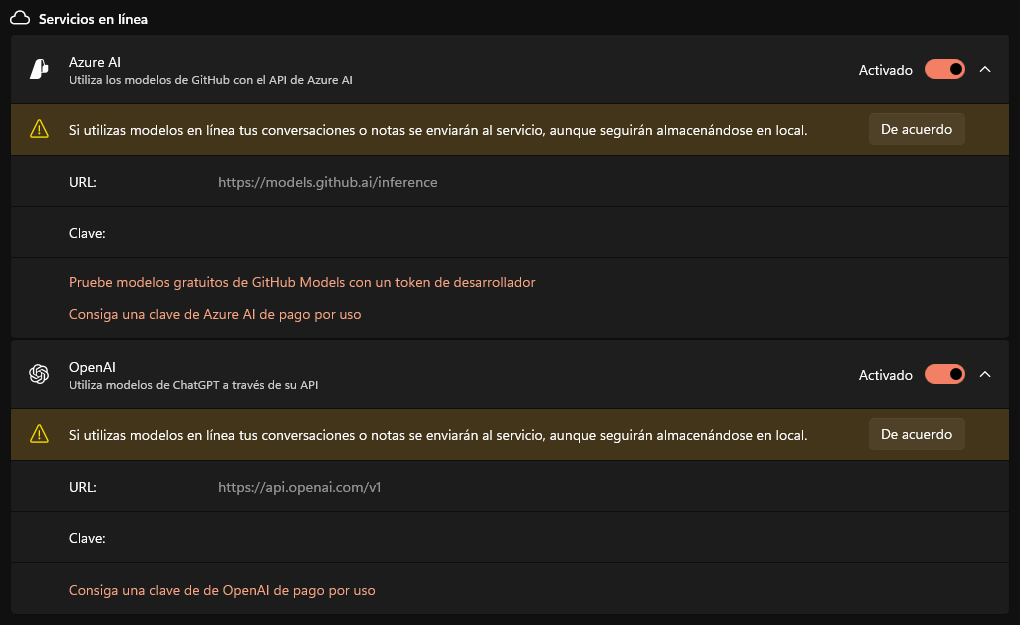 Servicios en línea
Azure AI
Utiliza los modelos de GitHub con el API de Azure AI
Activado
Si utilizas modelos en línea tus conversaciones o notas se enviarán al servicio, aunque seguirán almacenándose en local.
De acuerdo
URL:
https://models.github.ai/inference
Clave:
Pruebe modelos gratuitos de GitHub Models con un token de desarrollador
Consiga una clave de Azure AI de pago por uso
OpenAI
Utiliza modelos de ChatGPT a través de su API
Activado
Si utilizas modelos en línea tus conversaciones o notas se enviarán al servicio, aunque seguirán almacenándose en local.
De acuerdo
URL:
https://api.openai.com/v1
Clave:
Consiga una clave de de OpenAI de pago por uso